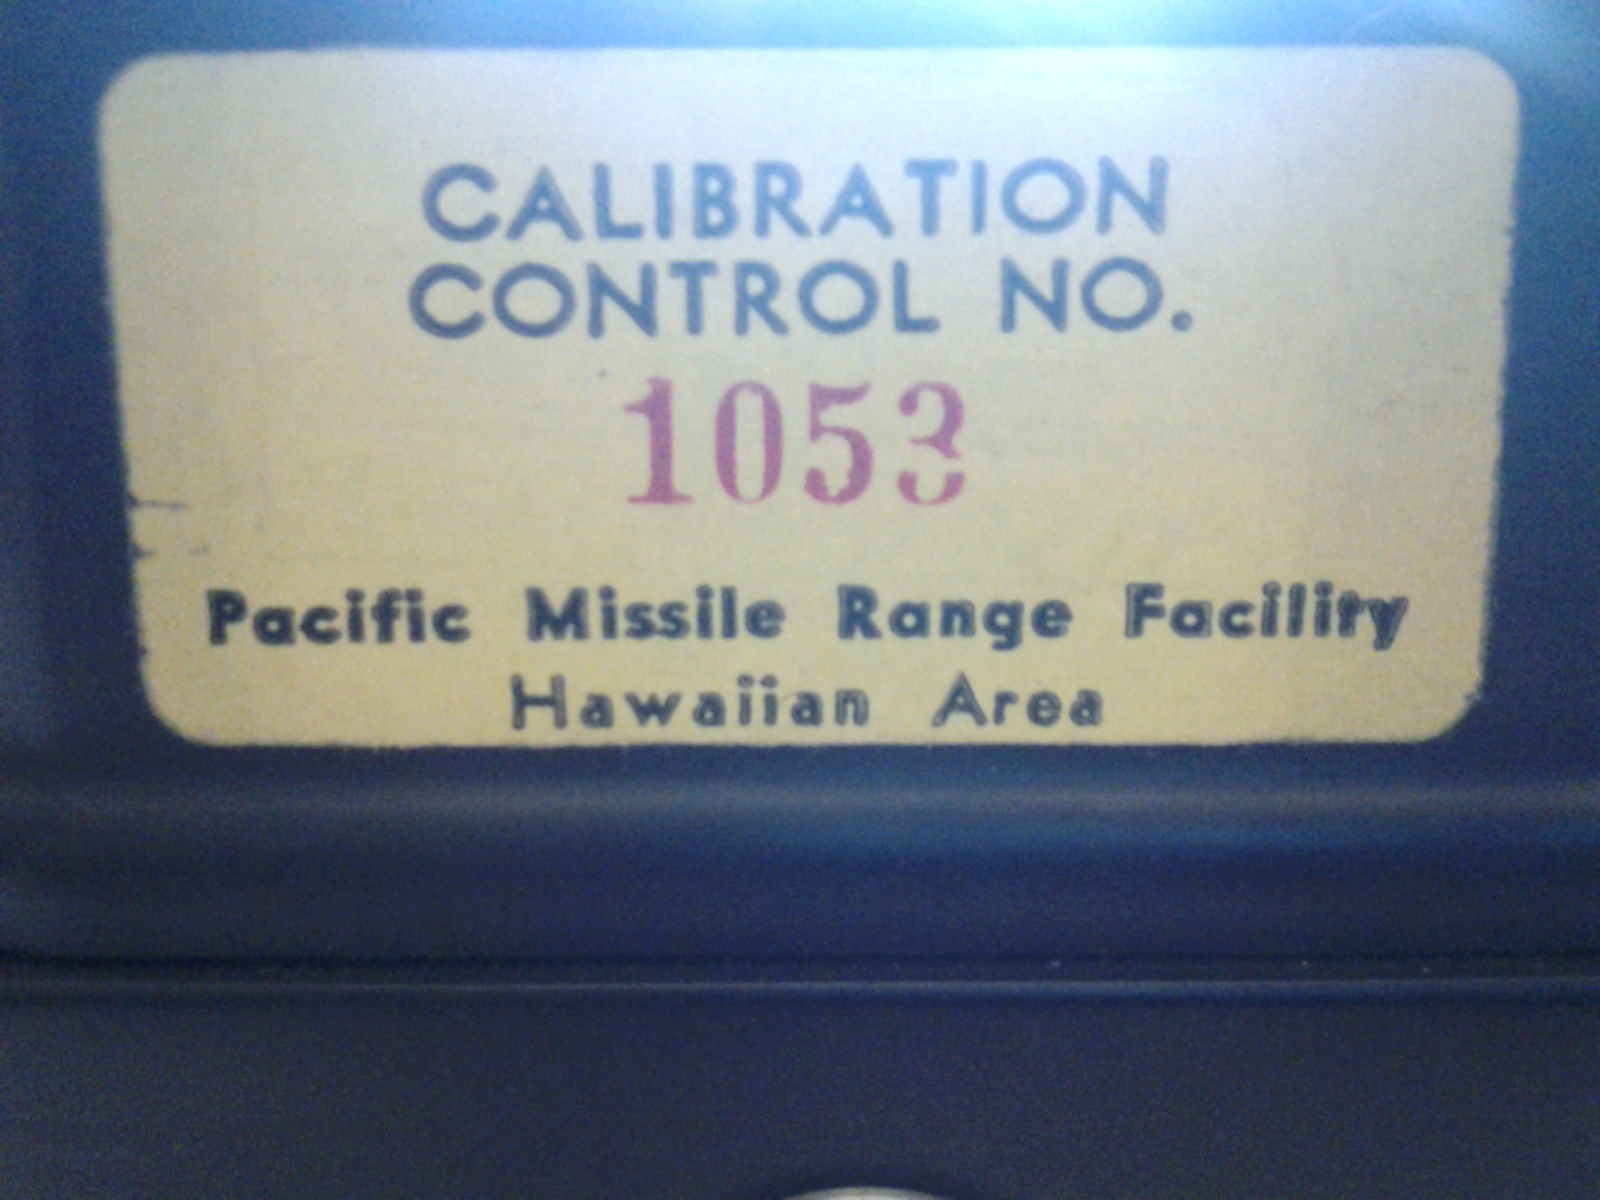 CALIBRATION
CONTROL NO.
1053
Pacific Missile Range Facility
Hawaiian Area